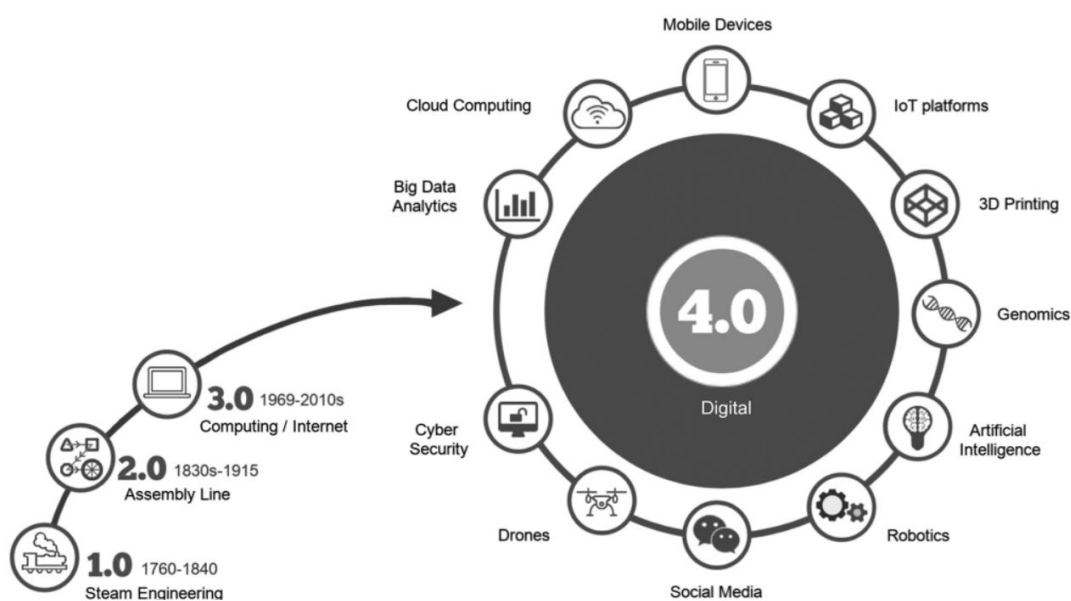 Mobile Devices
Cloud Computing
IoT platforms
Big Data
Analytics
3D Printing
4.0
Digital
Genomics
3.0 1969-2010s
Computing / Internet
Cyber
Security
Artificial
Intelligence
2.0 1830s-1915
Assembly Line
Drones
Robotics
1.0 1760-1840
Steam Engineering
Social Media